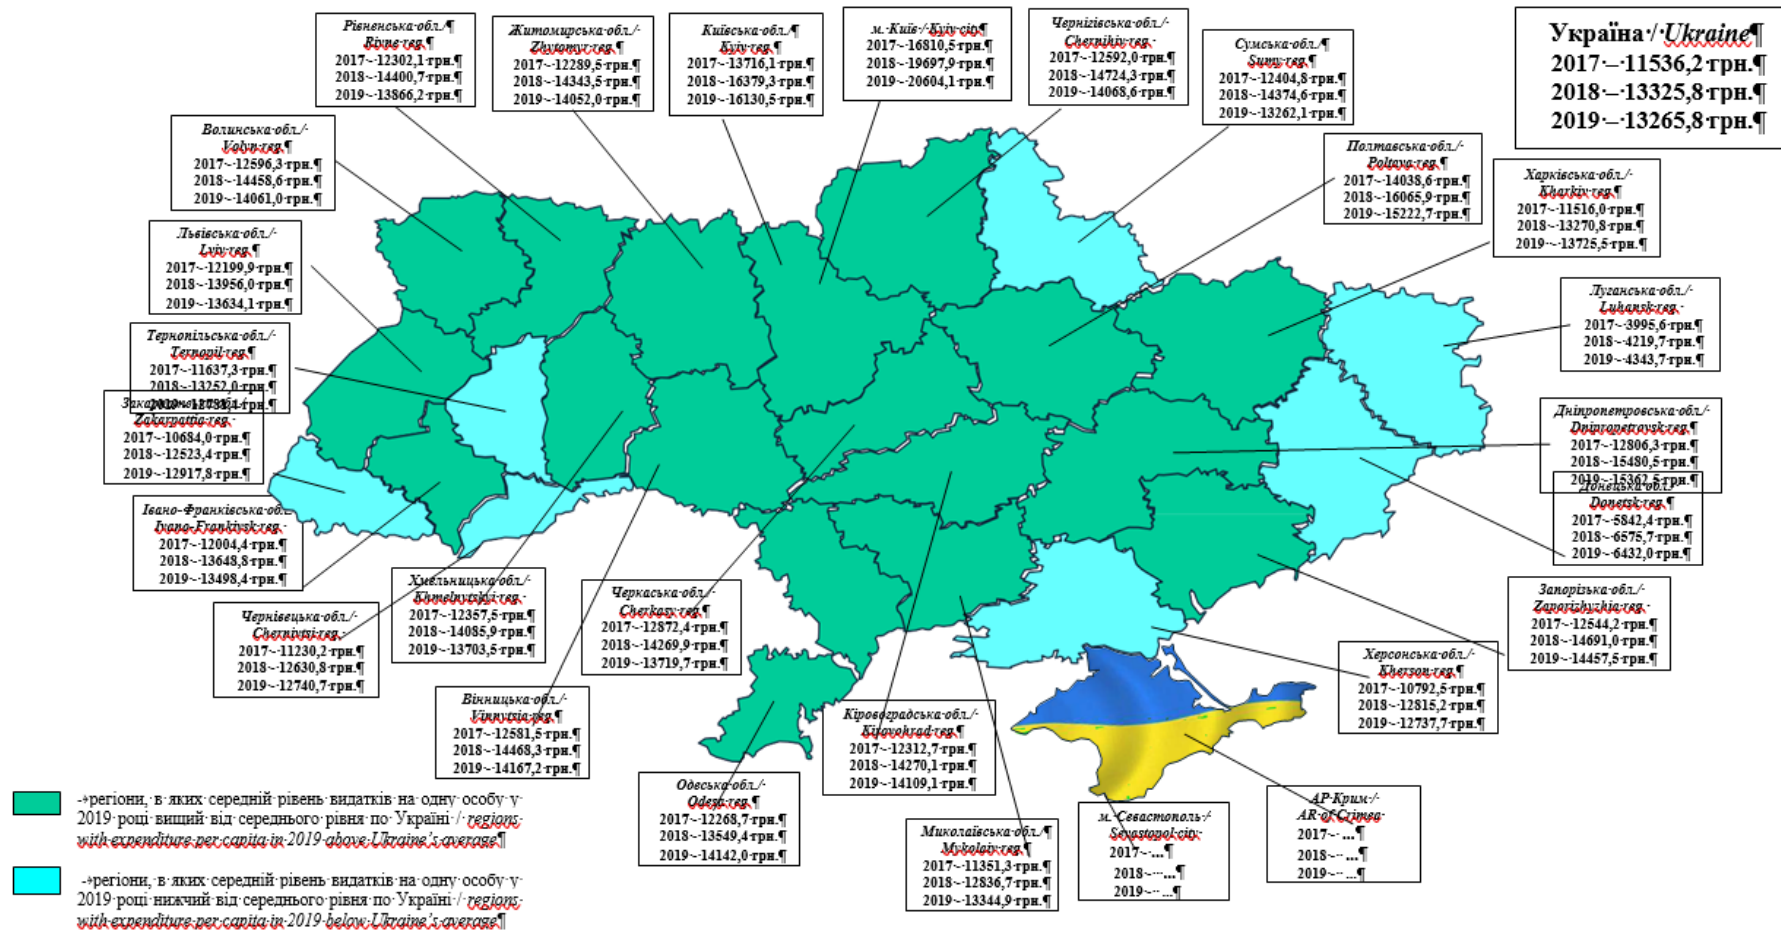 Рівненська обл./
Rivne reg.¶
2017 – 12302,1 грн.¶
2018 – 14400,7 грн.¶
2019 – 13866,2 грн.¶
Житомирська обл./
Zhytomyr reg.¶
2017 – 12289,5 грн.¶
2018 – 14343,5 грн.¶
2019 – 14052,0 грн.¶
Київська обл./
Kyiv reg.¶
2017 – 13716,1 грн.¶
2018 – 16379,3 грн.¶
2019 – 16130,5 грн.¶
м. Київ / Kyiv city¶
2017 – 16810,5 грн.¶
2018 – 19697,9 грн.¶
2019 – 20604,1 грн.¶
Чернігівська обл./
Chernihiv reg.
2017 – 12592,0 грн.¶
2018 – 14724,3 грн.¶
2019 – 14068,6 грн.¶
Сумська обл./¶
Sumy reg.¶
2017 – 12404,8 грн.¶
2018 – 14374,6 грн.¶
2019 – 13262,1 грн.¶
Україна / Ukraine¶
2017 – 11536,2 грн.¶
2018 – 13325,8 грн.¶
2019 – 13265,8 грн.¶
Волинська обл./
Volyn reg.¶
2017 – 12596,3 грн.¶
2018 – 14458,6 грн.¶
2019 – 14061,0 грн.¶
Полтавська обл./
Poltava reg.¶
2017 – 14038,6 грн.¶
2018 – 16065,9 грн.¶
2019 – 15222,7 грн.¶
Харківська обл./
Kharkiv reg.¶
2017 – 11516,0 грн.¶
2018 – 13270,8 грн.¶
2019 – 13725,5 грн.¶
Львівська обл./
Lviv reg.¶
2017 – 12199,9 грн.¶
2018 – 13956,0 грн.¶
2019 – 13634,1 грн.¶
Луганська обл./
Luhansk reg.
2017 – 3995,6 грн.¶
2018 – 4219,7 грн.¶
2019 – 4343,7 грн.¶
Тернопільська обл./
Ternopil reg.¶
2017 – 11637,3 грн.¶
2018 – 13252,0 грн.¶
Zakarpattia reg.
2017 – 10684,0 грн.¶
2018 – 12523,4 грн.¶
2019 – 12917,8 грн.¶
Дніпропетровська обл./
Dnipropetrovsk reg.¶
2017 – 12806,3 грн.¶
2018 – 15480,5 грн.¶
2019 – 15362,5 грн.¶
Донецька обл./
Donetsk reg.¶
2017 – 5842,4 грн.¶
2018 – 6575,7 грн.¶
2019 – 6432,0 грн.¶
Івано-Франківська обл./
Ivano-Frankivsk reg.
2017 – 12004,4 грн.¶
2018 – 13648,8 грн.¶
2019 – 13498,4 грн.¶
Хмельницька обл./
Khmelnytskyi reg.
2017 – 12357,5 грн.¶
2018 – 14085,9 грн.¶
2019 – 13703,5 грн.¶
Черкаська обл./
Cherkasy reg.¶
2017 – 12872,4 грн.¶
2018 – 14269,9 грн.¶
2019 – 13719,7 грн.¶
Запорізька обл./
Zaporizhyzhia reg.
2017 – 12544,2 грн.¶
2018 – 14691,0 грн.¶
2019 – 14457,5 грн.¶
Чернівецька обл./
Chernivtsi reg.
2017 – 11230,2 грн.¶
2018 – 12630,8 грн.¶
2019 – 12740,7 грн.¶
Херсонська обл./
Kherson reg.¶
2017 – 10792,5 грн.¶
2018 – 12815,2 грн.¶
2019 – 12737,7 грн.¶
Вінницька обл./
Vinnytsia reg.¶
2017 – 12581,5 грн.¶
2018 – 14468,3 грн.¶
2019 – 14167,2 грн.¶
Кіровоградська обл./
Kirovohrad reg.¶
2017 – 12312,7 грн.¶
2018 – 14270,1 грн.¶
2019 – 14109,1 грн.¶
Одеська обл./
Odesa reg.¶
2017 – 12268,7 грн.¶
2018 – 13549,4 грн.¶
2019 – 14142,0 грн.¶
Миколаївська обл./¶
Mykolaiv reg.¶
2017 – 11351,3 грн.¶
2018 – 12836,7 грн.¶
2019 – 13344,9 грн.¶
м. Севастополь /
Sevastopol city
2017 – ...¶
2018 – ...¶
2019 – ...¶
АР Крим /
AR of Crimea
2017 – ...¶
2018 – ...¶
2019 – ...¶
- регіони, в яких середній рівень видатків на одну особу у
2019 році вищий від середнього рівня по Україні / regions
with expenditure per capita in 2019 above Ukraine’s average¶
- регіони, в яких середній рівень видатків на одну особу у
2019 році нижчий від середнього рівня по Україні / regions
with expenditure per capita in 2019 below Ukraine’s average¶